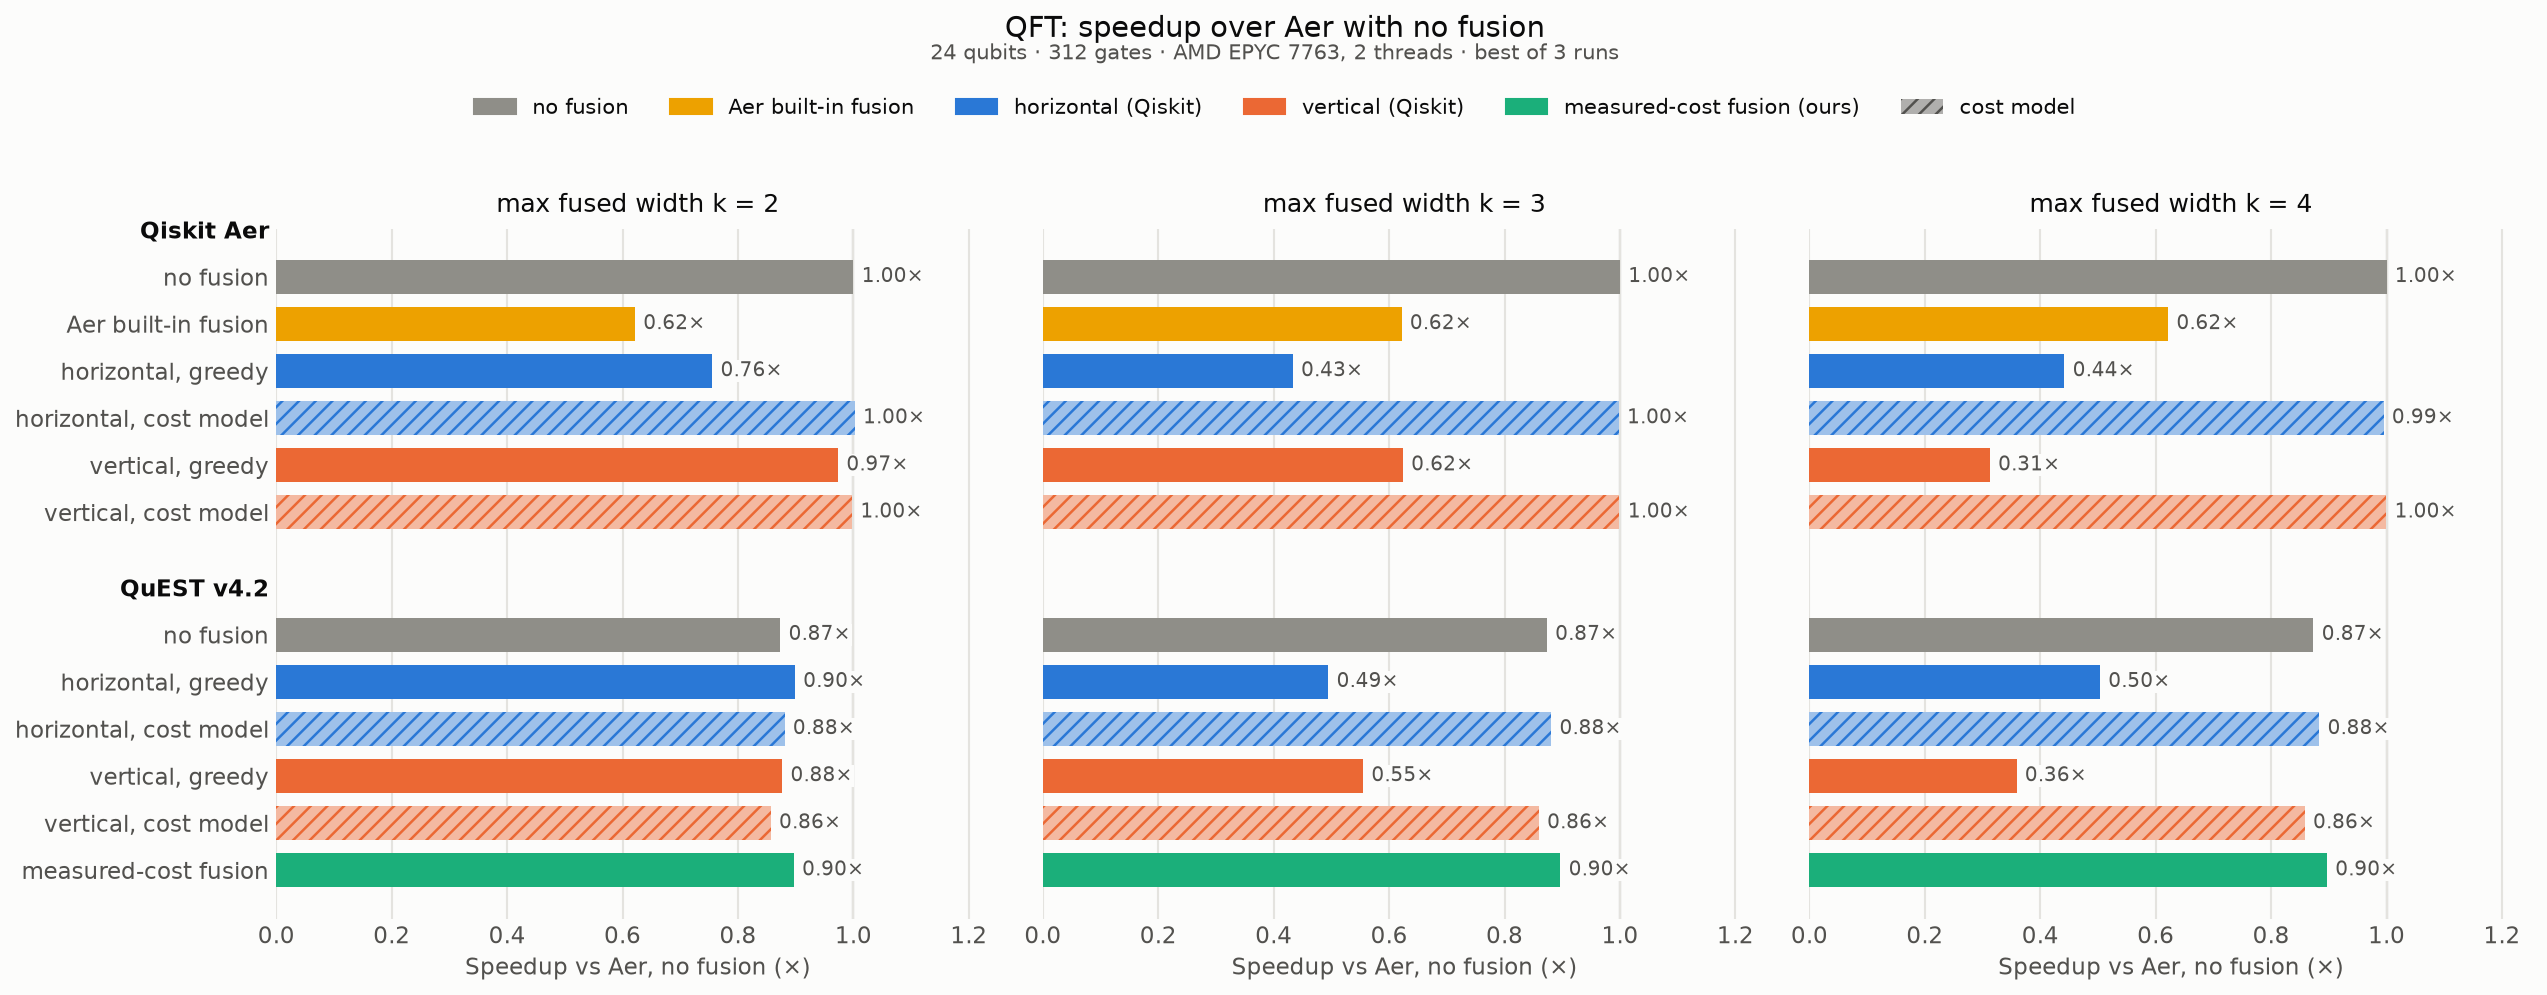 QFT: speedup over Aer with no fusion
24 qubits · 312 gates · AMD EPYC 7763, 2 threads · best of 3 runs
no fusion Aer built-in fusion horizontal (Qiskit) vertical (Qiskit) measured-cost fusion (ours) cost model
max fused width k = 2 max fused width k = 3 max fused width k = 4
Qiskit Aer
no fusion 1.00× 1.00× 1.00×
Aer built-in fusion 0.62× 0.62× 0.62×
horizontal, greedy 0.76× 0.43× 0.44×
horizontal, cost model 1.00× 1.00× 0.99×
vertical, greedy 0.97× 0.62× 0.31×
vertical, cost model 1.00× 1.00× 1.00×
QuEST v4.2
no fusion 0.87× 0.87× 0.87×
horizontal, greedy 0.90× 0.49× 0.50×
horizontal, cost model 0.88× 0.88× 0.88×
vertical, greedy 0.88× 0.55× 0.36×
vertical, cost model 0.86× 0.86× 0.86×
measured-cost fusion 0.90× 0.90× 0.90×
0.0 0.2 0.4 0.6 0.8 1.0 1.2 0.0 0.2 0.4 0.6 0.8 1.0 1.2 0.0 0.2 0.4 0.6 0.8 1.0 1.2
Speedup vs Aer, no fusion (×) Speedup vs Aer, no fusion (×) Speedup vs Aer, no fusion (×)